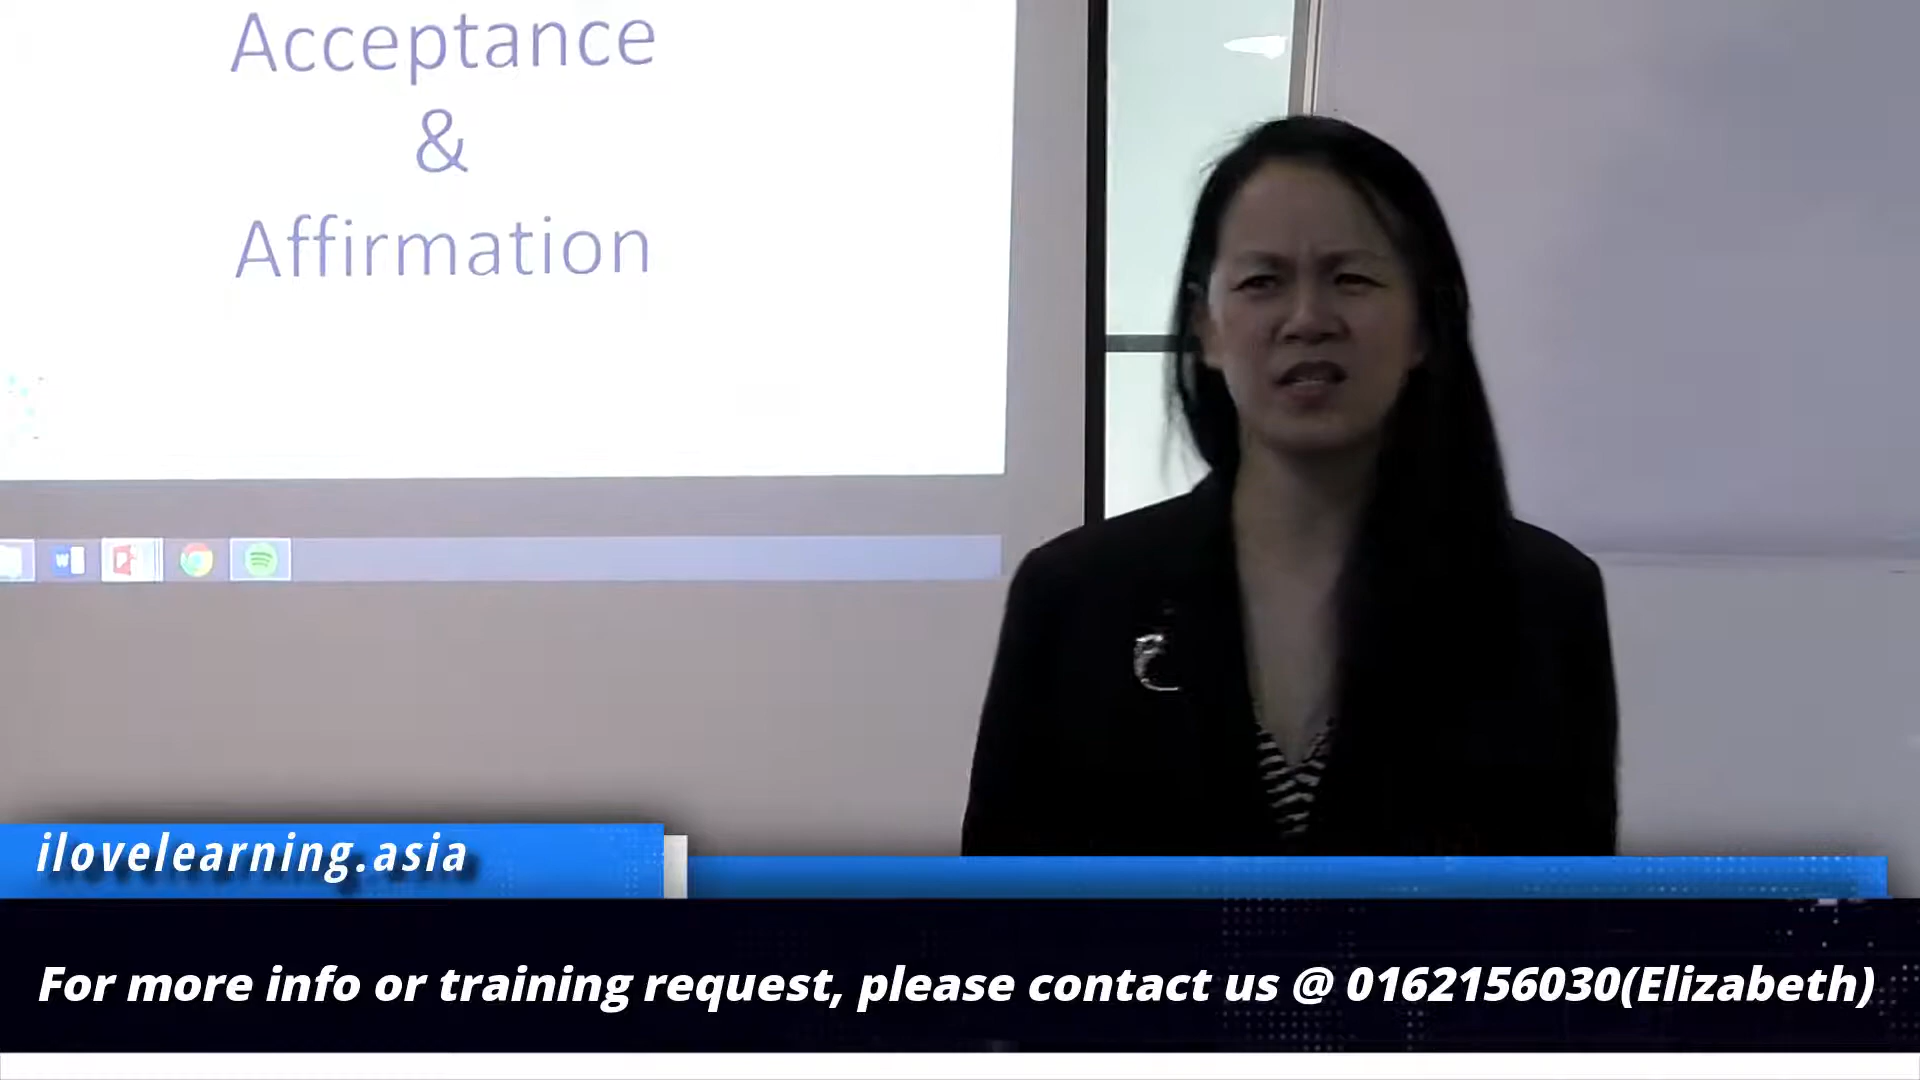 Acceptance
&
Affirmation
W
P
ilovelearning.asia
For more info or training request, please contact us @ 0162156030(Elizabeth)